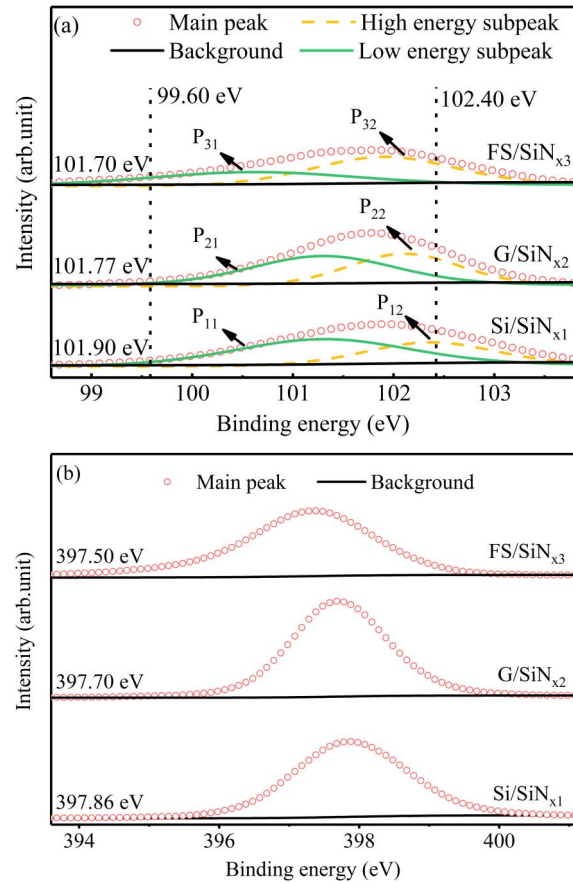 (a)
Main peak
High energy subpeak
Background
Low energy subpeak
99.60 eV
102.40 eV
P31
P32
101.70 eV
FS/SiNx3
P21
P22
101.77 eV
G/SiNx2
P11
P12
101.90 eV
Si/SiNx1
Intensity (arb.unit)
99 100 101 102 103
Binding energy (eV)
(b)
Main peak
Background
397.50 eV
FS/SiNx3
397.70 eV
G/SiNx2
397.86 eV
Si/SiNx1
Intensity (arb.unit)
394 396 398 400
Binding energy (eV)